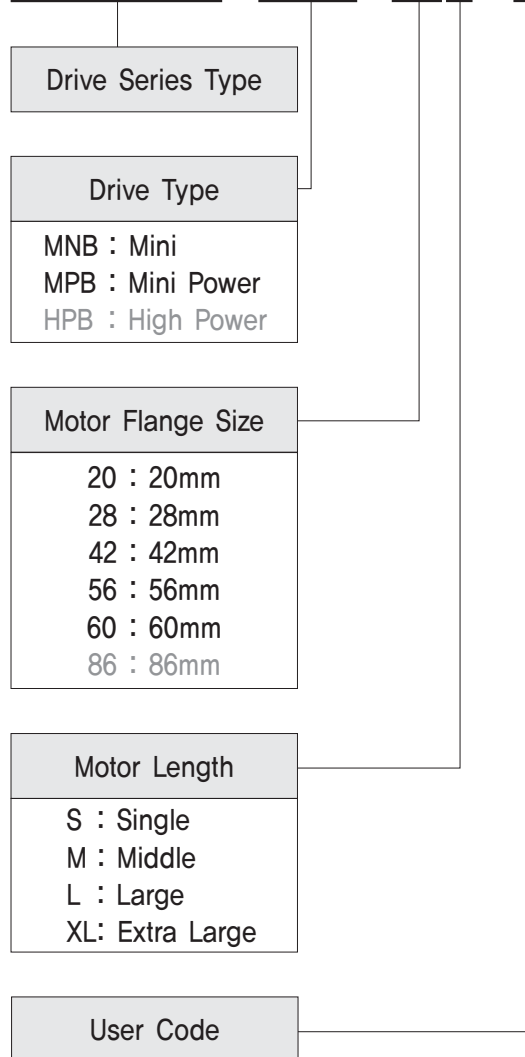 Drive Series Type
Drive Type
MNB : Mini
MPB : Mini Power
HPB : High Power
Motor Flange Size
20 : 20mm
28 : 28mm
42 : 42mm
56 : 56mm
60 : 60mm
86 : 86mm
Motor Length
S : Single
M : Middle
L : Large
XL: Extra Large
User Code